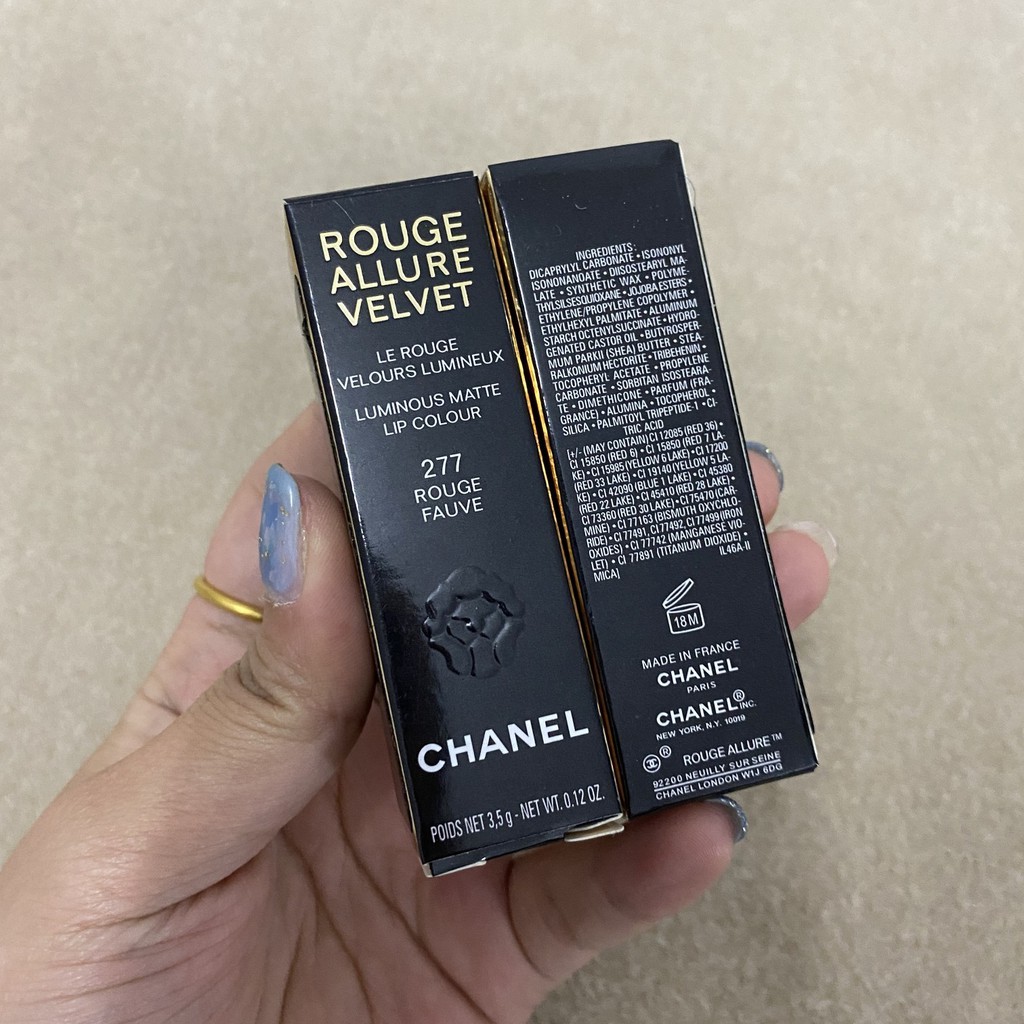 ROUGE
ALLURE
VELVET
LE ROUGE
VELOURS LUMINEUX
LUMINOUS MATTE
LIP COLOUR
277
ROUGE
FAUVE
CHANEL
POIDS NET 3,5 g - NET WT. 0.12 OZ.
INGREDIENTS:
DICAPRYLYL CARBONATE • ISONONYL
ISONONANOATE • DIISOSTEARYL MA-
LATE • SYNTHETIC WAX • POLYME-
THYLSILSESQUIOXANE • JOJOBA ESTERS •
ETHYLENE/PROPYLENE COPOLYMER •
ETHYLHEXYL PALMITATE • ALUMINUM
STARCH OCTENYLSUCCINATE • HYDRO-
GENATED CASTOR OIL • BUTYROSPER-
MUM PARKII (SHEA) BUTTER • STEA-
RALKONIUM HECTORITE • TRIBEHENIN •
TOCOPHERYL ACETATE • PROPYLENE
CARBONATE • SORBITAN ISOSTEARA-
TE • DIMETHICONE • PARFUM (FRA-
GRANCE) • ALUMINA • TOCOPHEROL •
SILICA • PALMITOYL TRIPEPTIDE-1 • CI-
TRIC ACID
[+/- (MAY CONTAIN) CI 12085 (RED 36) •
CI 15850 (RED 6) • CI 15850 (RED 7 LA-
KE) • CI 15985 (YELLOW 6 LAKE) • CI 17200
(RED 33 LAKE) • CI 19140 (YELLOW 5 LA-
KE) • CI 42090 (BLUE 1 LAKE) • CI 45380
(RED 22 LAKE) • CI 45410 (RED 28 LAKE) •
CI 73360 (RED 30 LAKE) • CI 75470 (CAR-
MINE) • CI 77163 (BISMUTH OXYCHLO-
RIDE) • CI 77491, CI 77492, CI 77499 (IRON
OXIDES) • CI 77742 (MANGANESE VIO-
LET) • CI 77891 (TITANIUM DIOXIDE) •
MICA] IL46A-II
18 M
MADE IN FRANCE
CHANEL
PARIS
CHANEL® INC.
NEW YORK, N.Y. 10019
® ROUGE ALLURE™
92200 NEUILLY SUR SEINE
CHANEL LONDON W1J 6DG